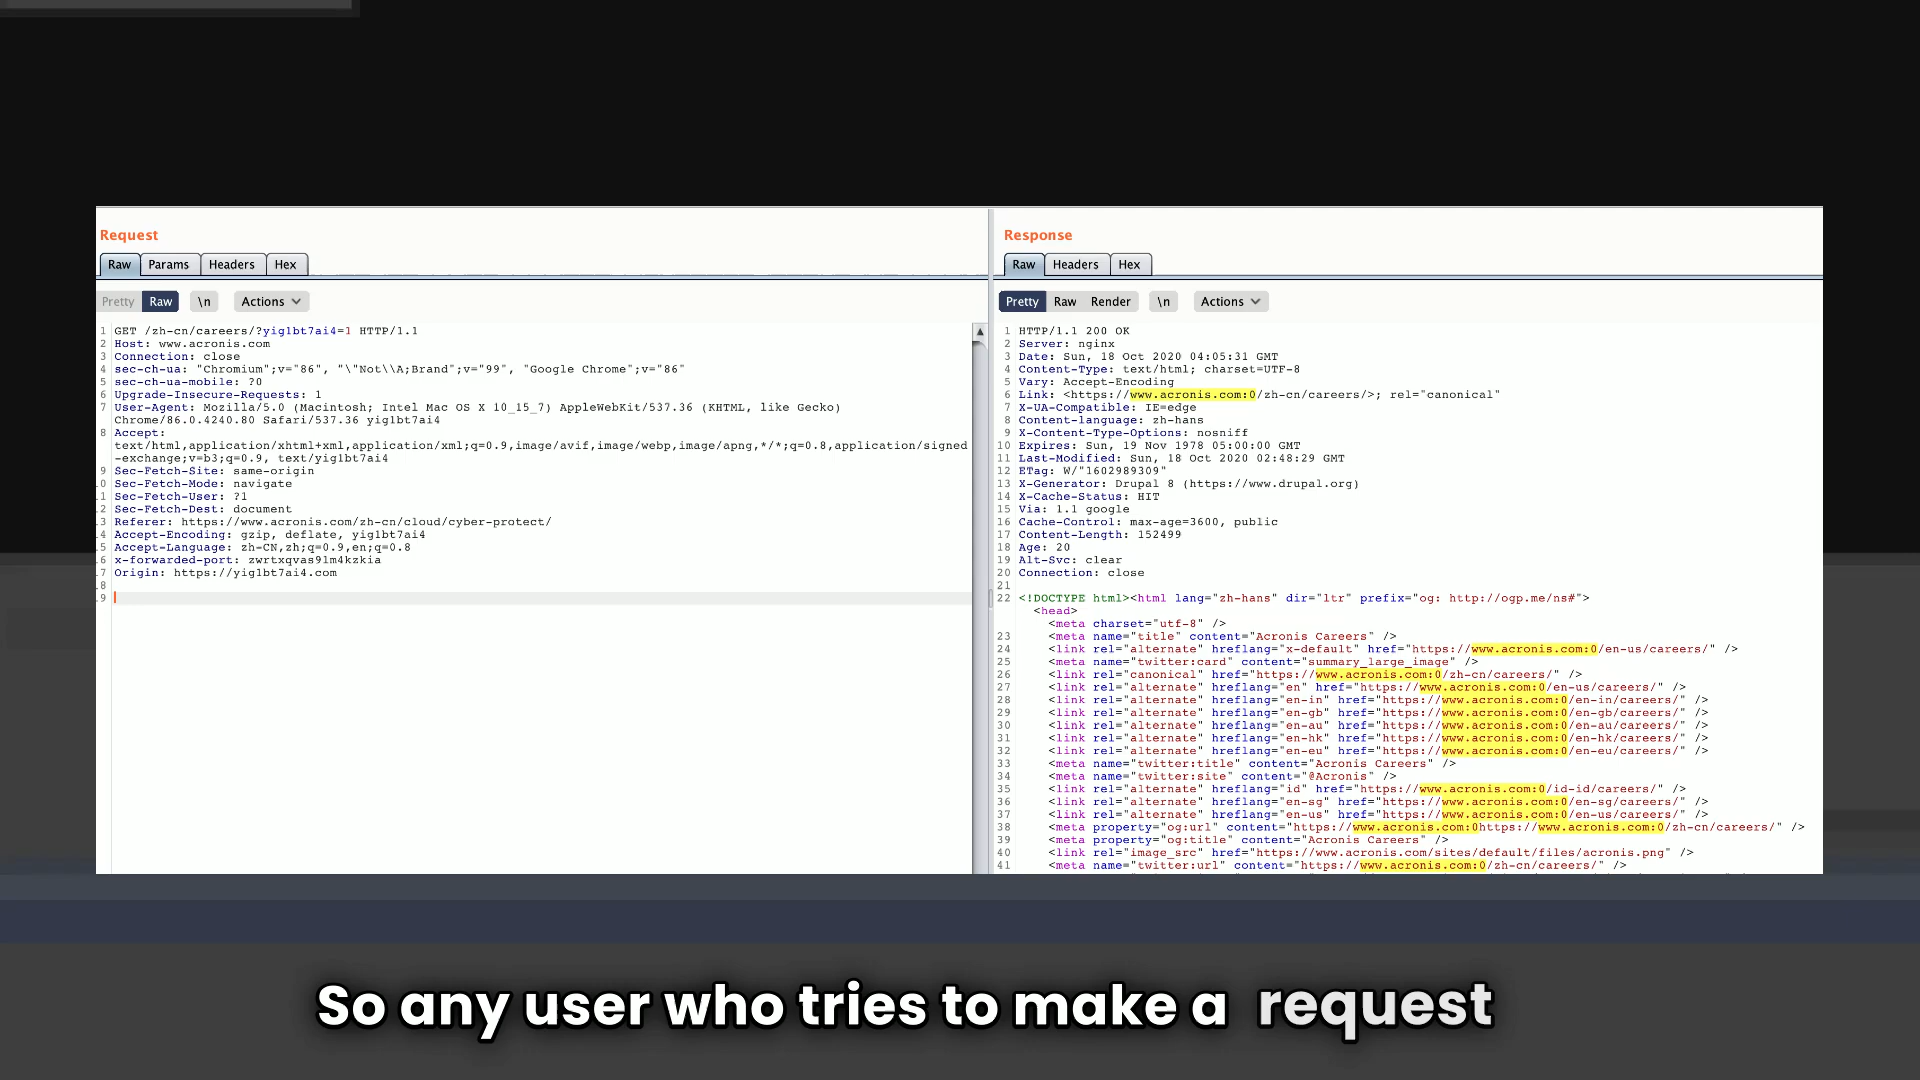 Request
Raw Params Headers Hex
Pretty Raw \n Actions
1 GET /zh-cn/careers/?yig1bt7ai4=1 HTTP/1.1
2 Host: www.acronis.com
3 Connection: close
4 sec-ch-ua: "Chromium";v="86", "\"Not\\A;Brand";v="99", "Google Chrome";v="86"
5 sec-ch-ua-mobile: ?0
6 Upgrade-Insecure-Requests: 1
7 User-Agent: Mozilla/5.0 (Macintosh; Intel Mac OS X 10_15_7) AppleWebKit/537.36 (KHTML, like Gecko)
Chrome/86.0.4240.80 Safari/537.36 yig1bt7ai4
8 Accept:
text/html,application/xhtml+xml,application/xml;q=0.9,image/avif,image/webp,image/apng,*/*;q=0.8,application/signed
-exchange;v=b3;q=0.9, text/yig1bt7ai4
9 Sec-Fetch-Site: same-origin
.0 Sec-Fetch-Mode: navigate
.1 Sec-Fetch-User: ?1
.2 Sec-Fetch-Dest: document
.3 Referer: https://www.acronis.com/zh-cn/cloud/cyber-protect/
.4 Accept-Encoding: gzip, deflate, yig1bt7ai4
.5 Accept-Language: zh-CN,zh;q=0.9,en;q=0.8
.6 x-forwarded-port: zwrtxqvas9lm4kzkia
.7 Origin: https://yig1bt7ai4.com
.8
.9
Response
Raw Headers Hex
Pretty Raw Render \n Actions
1 HTTP/1.1 200 OK
2 Server: nginx
3 Date: Sun, 18 Oct 2020 04:05:31 GMT
4 Content-Type: text/html; charset=UTF-8
5 Vary: Accept-Encoding
6 Link: <https://www.acronis.com:0/zh-cn/careers/>; rel="canonical"
7 X-UA-Compatible: IE=edge
8 Content-language: zh-hans
9 X-Content-Type-Options: nosniff
10 Expires: Sun, 19 Nov 1978 05:00:00 GMT
11 Last-Modified: Sun, 18 Oct 2020 02:48:29 GMT
12 ETag: W/"1602989309"
13 X-Generator: Drupal 8 (https://www.drupal.org)
14 X-Cache-Status: HIT
15 Via: 1.1 google
16 Cache-Control: max-age=3600, public
17 Content-Length: 152499
18 Age: 20
19 Alt-Svc: clear
20 Connection: close
21
22 <!DOCTYPE html><html lang="zh-hans" dir="ltr" prefix="og: http://ogp.me/ns#">
<head>
<meta charset="utf-8" />
23 <meta name="title" content="Acronis Careers" />
24 <link rel="alternate" hreflang="x-default" href="https://www.acronis.com:0/en-us/careers/" />
25 <meta name="twitter:card" content="summary_large_image" />
26 <link rel="canonical" href="https://www.acronis.com:0/zh-cn/careers/" />
27 <link rel="alternate" hreflang="en" href="https://www.acronis.com:0/en-us/careers/" />
28 <link rel="alternate" hreflang="en-in" href="https://www.acronis.com:0/en-in/careers/" />
29 <link rel="alternate" hreflang="en-gb" href="https://www.acronis.com:0/en-gb/careers/" />
30 <link rel="alternate" hreflang="en-au" href="https://www.acronis.com:0/en-au/careers/" />
31 <link rel="alternate" hreflang="en-hk" href="https://www.acronis.com:0/en-hk/careers/" />
32 <link rel="alternate" hreflang="en-eu" href="https://www.acronis.com:0/en-eu/careers/" />
33 <meta name="twitter:title" content="Acronis Careers" />
34 <meta name="twitter:site" content="@Acronis" />
35 <link rel="alternate" hreflang="id" href="https://www.acronis.com:0/id-id/careers/" />
36 <link rel="alternate" hreflang="en-sg" href="https://www.acronis.com:0/en-sg/careers/" />
37 <link rel="alternate" hreflang="en-us" href="https://www.acronis.com:0/en-us/careers/" />
38 <meta property="og:url" content="https://www.acronis.com:0https://www.acronis.com:0/zh-cn/careers/" />
39 <meta property="og:title" content="Acronis Careers" />
40 <link rel="image_src" href="https://www.acronis.com/sites/default/files/acronis.png" />
41 <meta name="twitter:url" content="https://www.acronis.com:0/zh-cn/careers/" />
So any user who tries to make a request